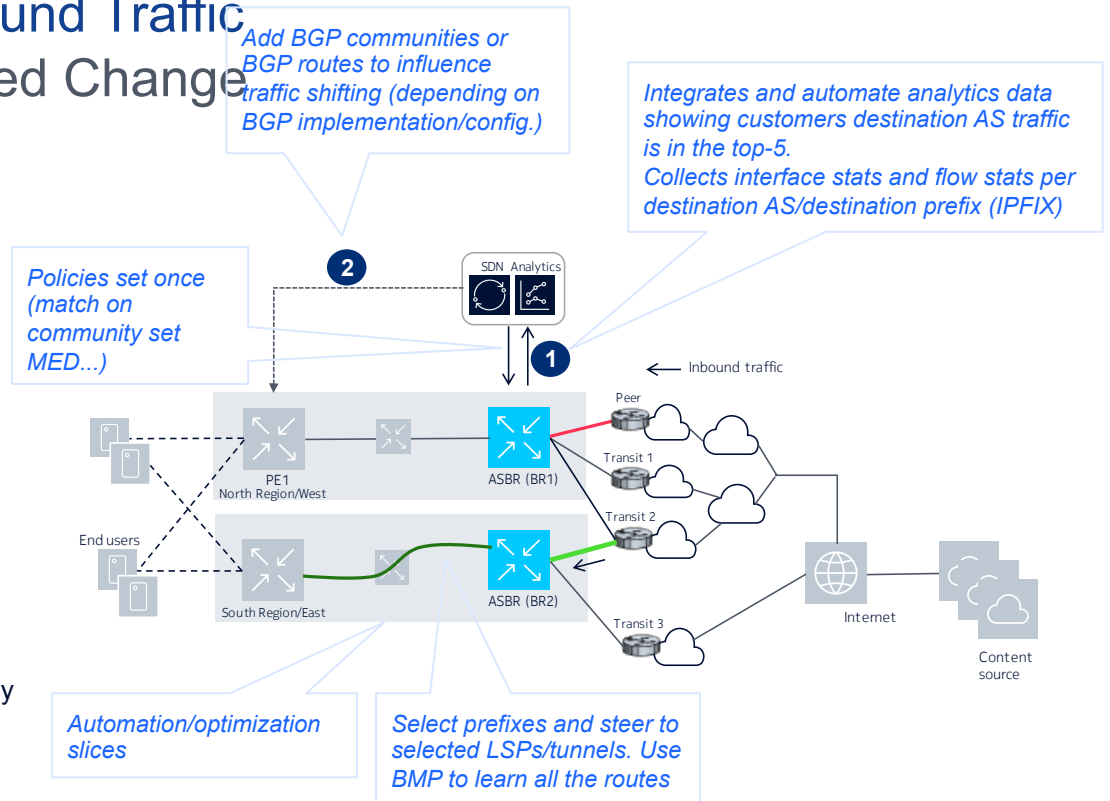 und Traffic
ed Change
Add BGP communities or
BGP routes to influence
traffic shifting (depending on
BGP implementation/config.)
Integrates and automate analytics data
showing customers destination AS traffic
is in the top-5.
Collects interface stats and flow stats per
destination AS/destination prefix (IPFIX)
Policies set once
(match on
community set
MED...)
2
SDN Analytics
1
Inbound traffic
Peer
Transit 1
PE1
North Region/West
ASBR (BR1)
Transit 2
End users
South Region/East
ASBR (BR2)
Internet
Transit 3
Content
source
y
Automation/optimization
slices
Select prefixes and steer to
selected LSPs/tunnels. Use
BMP to learn all the routes